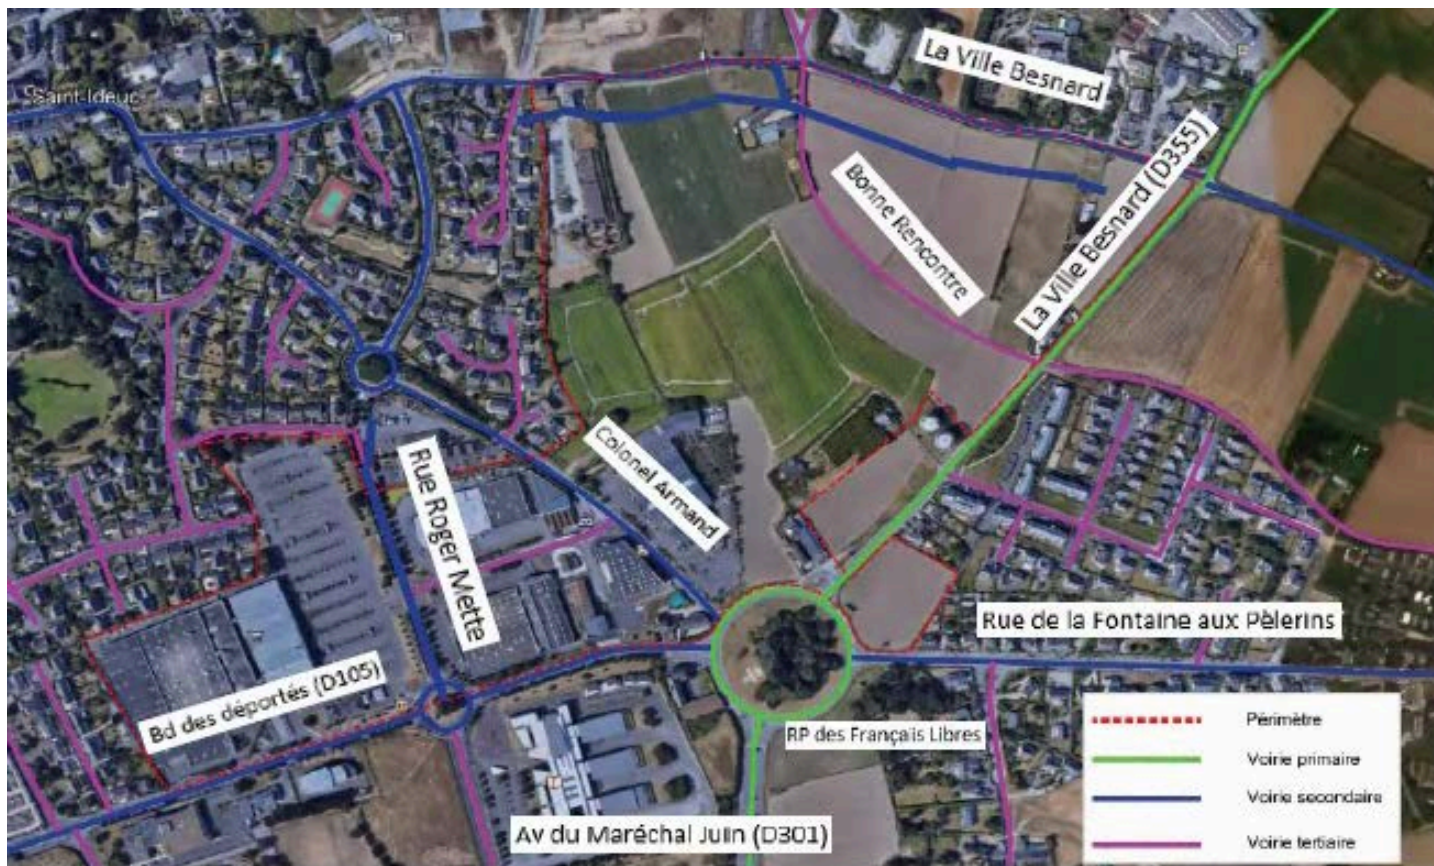 La Ville Besnard
Saint-Ideuc
La Ville Besnard (D355)
Bonne Rencontre
Colonel Armand
Rue Roger Mette
Rue de la Fontaine aux Pèlerins
Bd des déportés (D105)
RP des Français Libres
Av du Maréchal Juin (D301)
Périmètre
Voirie primaire
Voirie secondaire
Voirie tertiaire